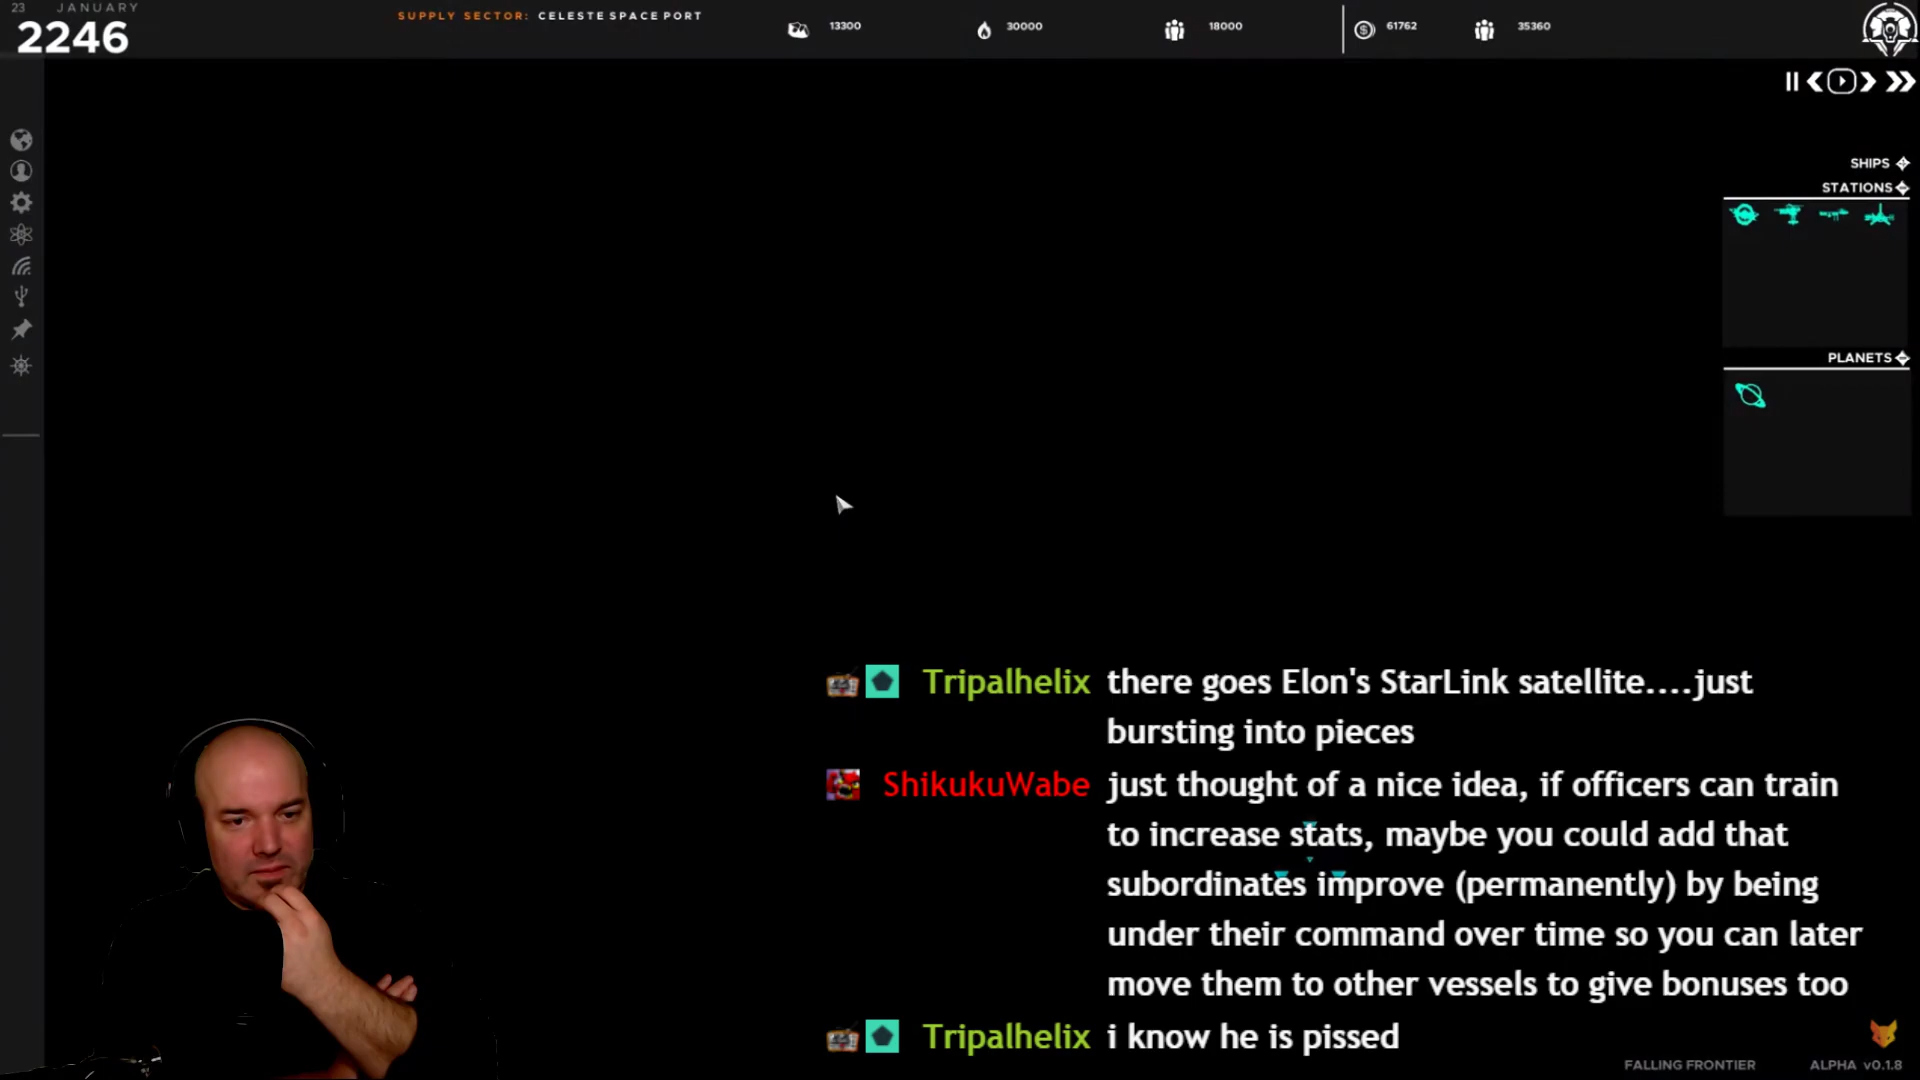 23 JANUARY
2246
SUPPLY SECTOR: CELESTE SPACE PORT
13300
30000
18000
61762
35360
SHIPS
STATIONS
PLANETS
Tripalhelix there goes Elon's StarLink satellite....just
bursting into pieces
ShikukuWabe just thought of a nice idea, if officers can train
to increase stats, maybe you could add that
subordinates improve (permanently) by being
under their command over time so you can later
move them to other vessels to give bonuses too
Tripalhelix i know he is pissed
FALLING FRONTIER ALPHA v0.1.8